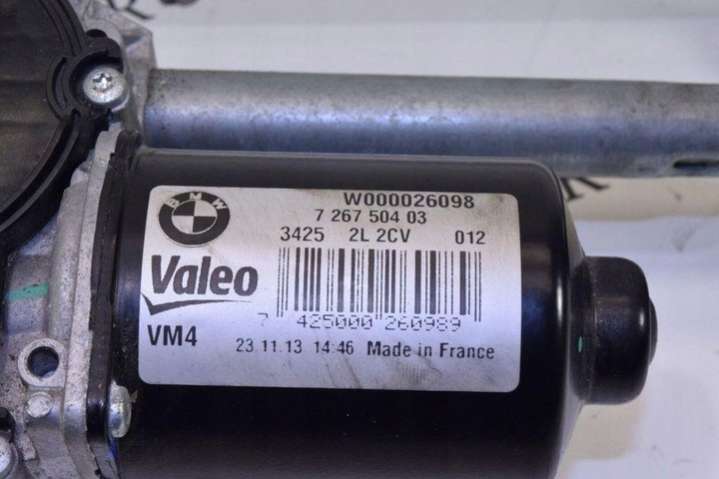 BMW
W000026098
7 267 504 03
3425 2L 2CV 012
Valeo
7 425000 260989
VM4
23.11.13 14:46 Made in France